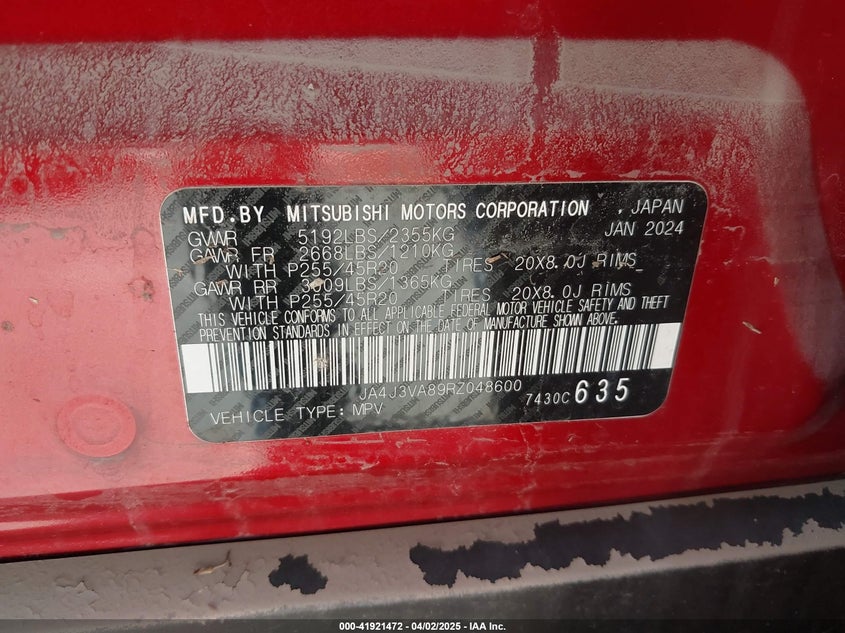 MFD.BY MITSUBISHI MOTORS CORPORATION , JAPAN
GVWR 5192LBS/2355KG JAN 2024
GAWR FR 2668LBS/1210KG
WITH P255/45R20 TIRES 20X8.0J RIMS
GAWR RR 3009LBS/1365KG
WITH P255/45R20 TIRES 20X8.0J RIMS
THIS VEHICLE CONFORMS TO ALL APPLICABLE FEDERAL MOTOR VEHICLE SAFETY AND THEFT
PREVENTION STANDARDS IN EFFECT ON THE DATE OF MANUFACTURE SHOWN ABOVE.
JA4J3VA89RZ048600
VEHICLE TYPE: MPV 7430C 635
000-41921472 04/02/2025 - IAA Inc.